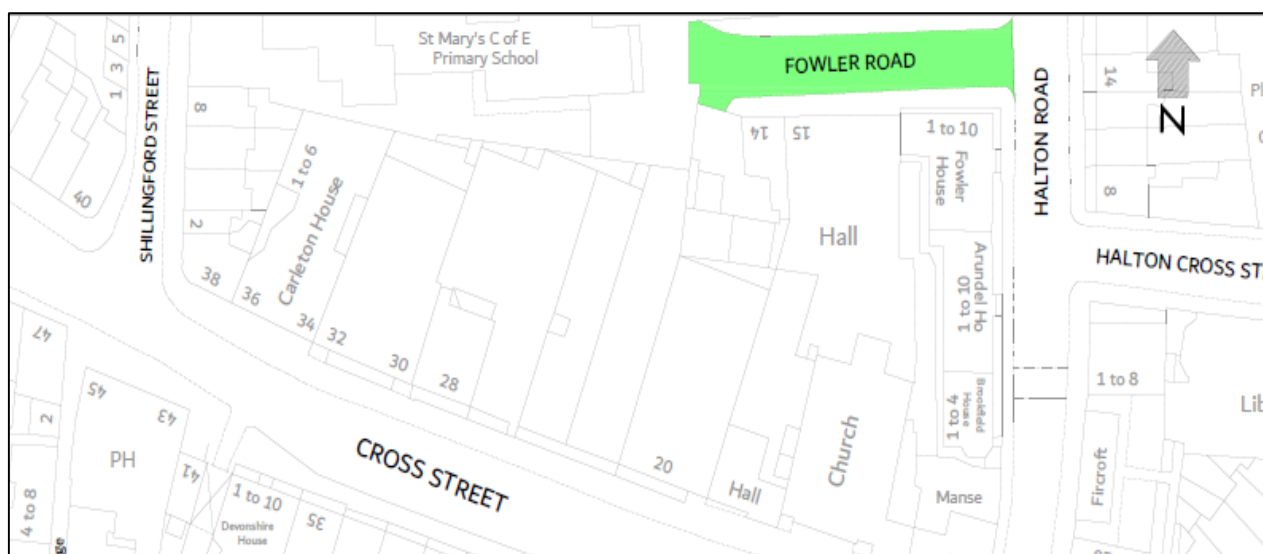 St Mary's C of E
Primary School
FOWLER ROAD
SHILLINGFORD STREET
HALTON ROAD
N
5
3
1
40
8
2
38
36
1 to 6
Carleton House
34
32
30
28
20
14
15
1 to 10
Fowler
House
Hall
Arundel Ho
1 to 10
Brookfield
House
1 to 4
14
8
HALTON CROSS ST
1 to 8
Lib
Fircroft
Church
Hall
Manse
CROSS STREET
47
45
43
41
2
PH
4 to 8
1 to 10
Devonshire
House
35